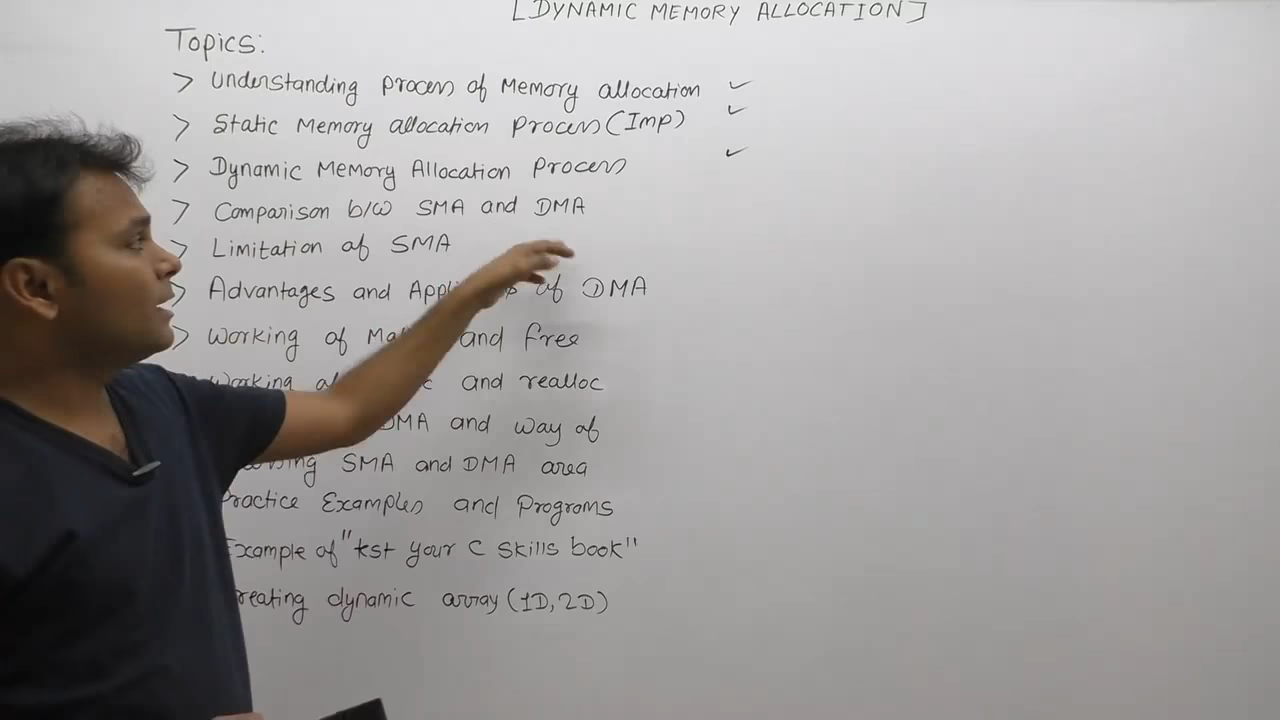 [DYNAMIC MEMORY ALLOCATION]
Topics:
> Understanding Process of Memory allocation ✓
> Static Memory allocation Process (Imp) ✓
> Dynamic Memory Allocation Process ✓
> Comparison b/w SMA and DMA
> Limitation of SMA
> Advantages and of DMA
> Working of and free
Working and realloc
DMA and way of
SMA and DMA area
Practice Examples and Programs
Example of "test your C skills book"
reating dynamic array (1D, 2D)